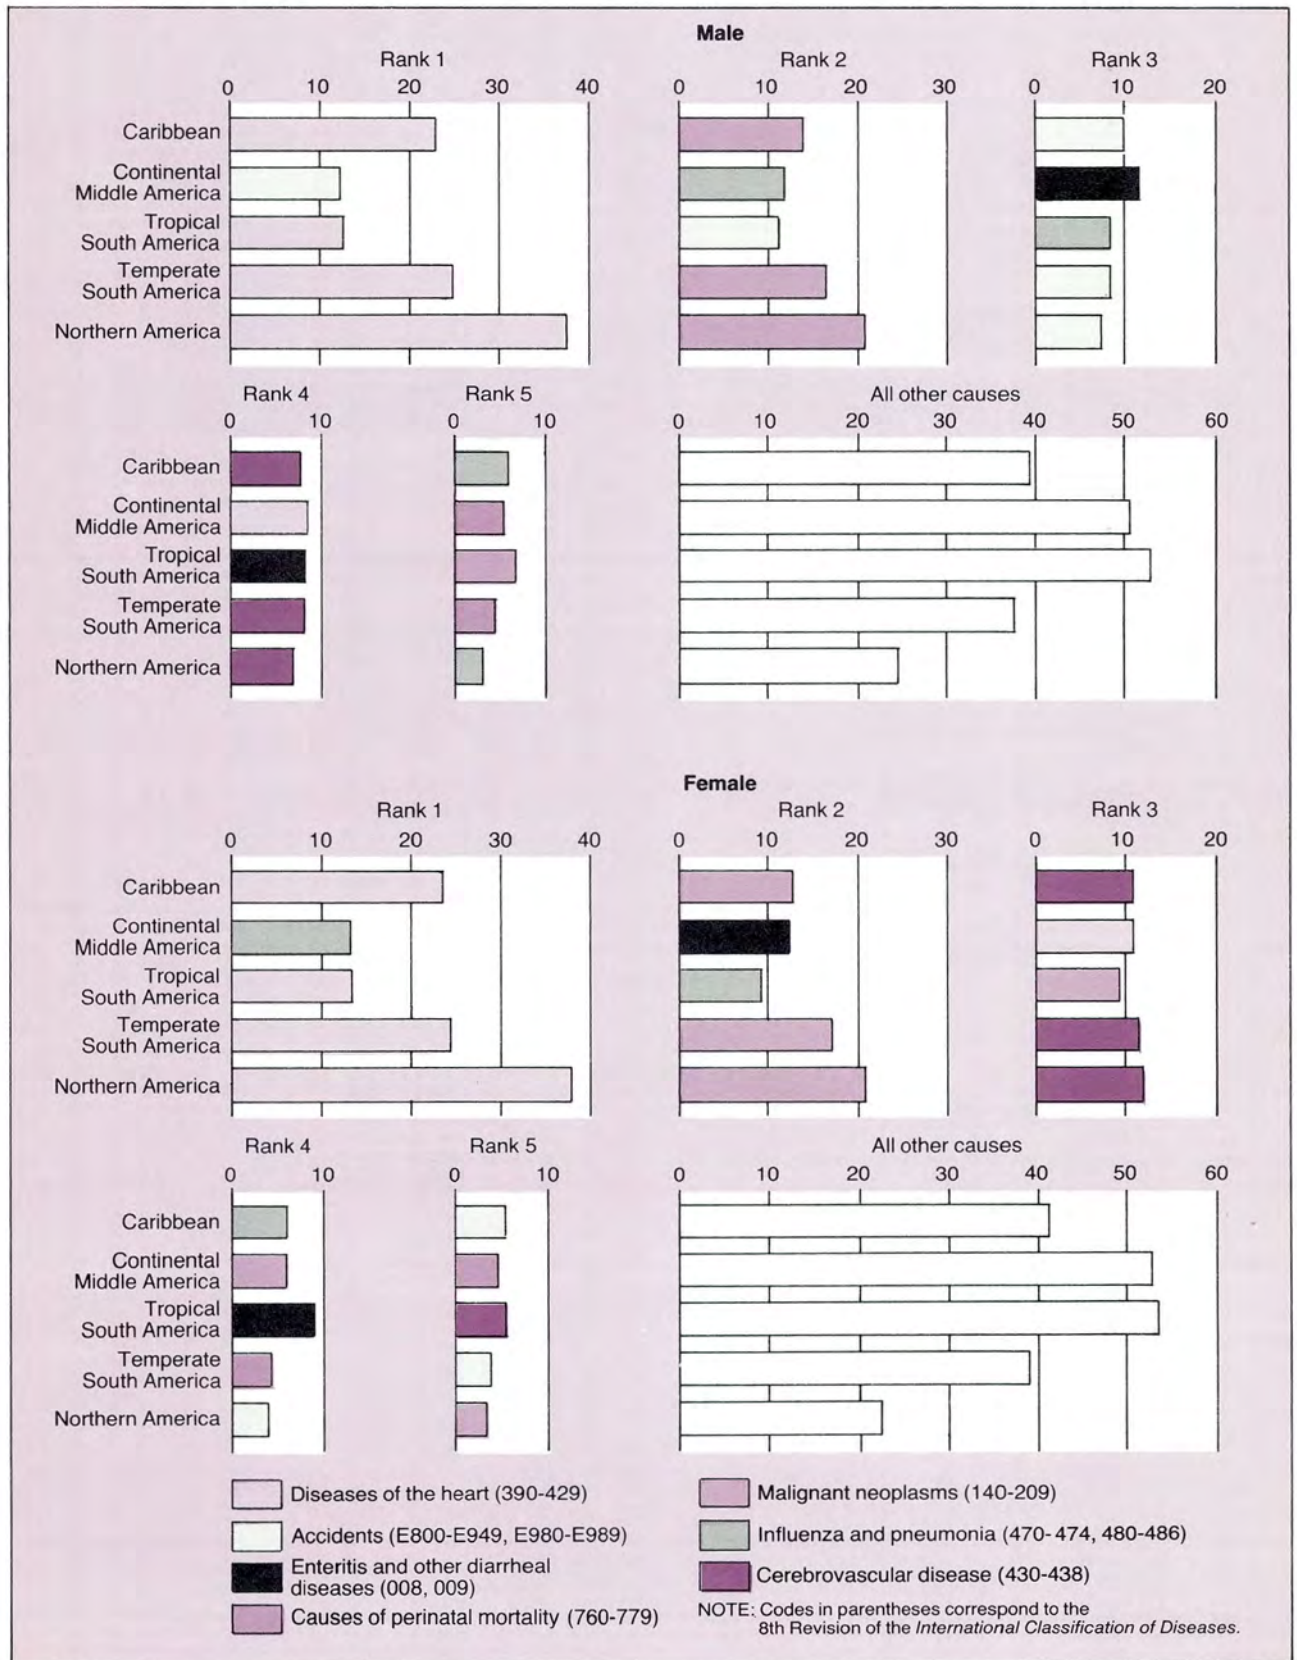 Male
Rank 1
Rank 2
Rank 3
0 10 20 30 40
0 10 20 30
0 10 20
Caribbean
Continental
Middle America
Tropical
South America
Temperate
South America
Northern America
Rank 4
Rank 5
All other causes
0 10
0 10
0 10 20 30 40 50 60
Caribbean
Continental
Middle America
Tropical
South America
Temperate
South America
Northern America
Female
Rank 1
Rank 2
Rank 3
0 10 20 30 40
0 10 20 30
0 10 20
Caribbean
Continental
Middle America
Tropical
South America
Temperate
South America
Northern America
Rank 4
Rank 5
All other causes
0 10
0 10
0 10 20 30 40 50 60
Caribbean
Continental
Middle America
Tropical
South America
Temperate
South America
Northern America
Diseases of the heart (390-429)
Accidents (E800-E949, E980-E989)
Enteritis and other diarrheal
diseases (008, 009)
Causes of perinatal mortality (760-779)
Malignant neoplasms (140-209)
Influenza and pneumonia (470-474, 480-486)
Cerebrovascular disease (430-438)
NOTE: Codes in parentheses correspond to the
8th Revision of the International Classification of Diseases.